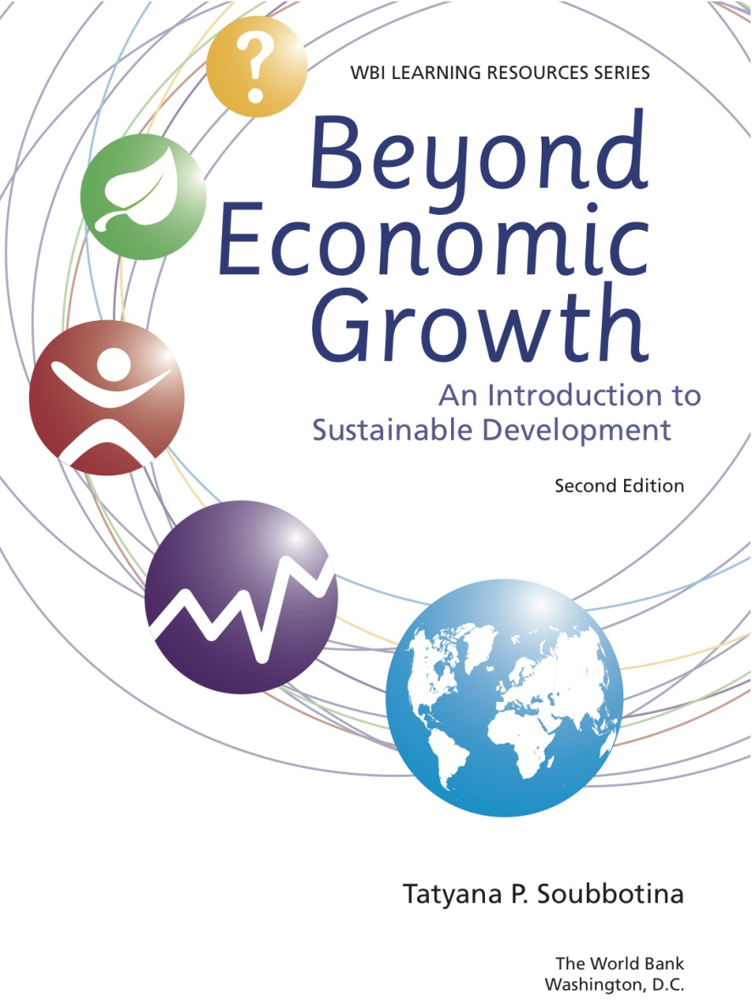 ?
WBI LEARNING RESOURCES SERIES
Beyond
Economic
Growth
An Introduction to
Sustainable Development
Second Edition
Tatyana P. Soubbotina
The World Bank
Washington, D.C.